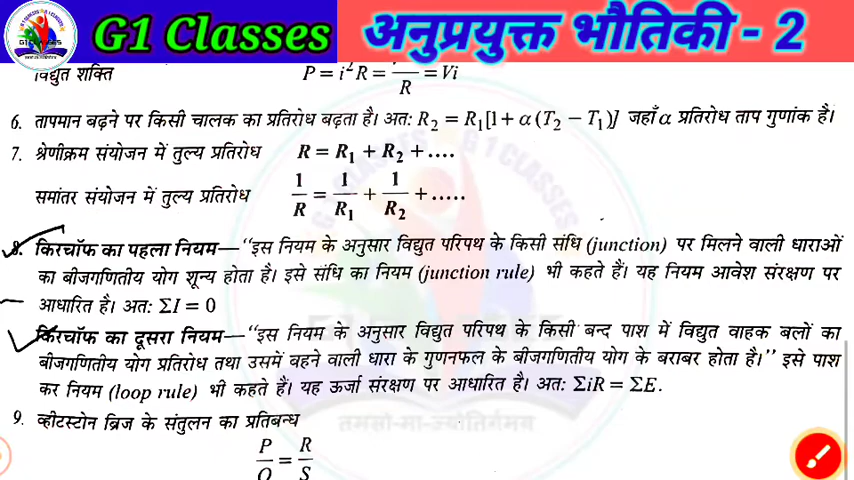 G1 Classes अनुप्रयुक्त भौतिकी - 2
विद्युत शक्ति P = i²R = /R = Vi
6. तापमान बढ़ने पर किसी चालक का प्रतिरोध बढ़ता है। अत: R₂ = R₁[1 + α (T₂ − T₁)] जहाँ α प्रतिरोध ताप गुणांक है।
7. श्रेणीक्रम संयोजन में तुल्य प्रतिरोध R = R₁ + R₂ + ....
समांतर संयोजन में तुल्य प्रतिरोध 1/R = 1/R₁ + 1/R₂ + .....
8. किरचॉफ का पहला नियम—"इस नियम के अनुसार विद्युत परिपथ के किसी संधि (junction) पर मिलने वाली धाराओं
का बीजगणितीय योग शून्य होता है। इसे संधि का नियम (junction rule) भी कहते हैं। यह नियम आवेश संरक्षण पर
आधारित है। अत: ΣI = 0
किरचॉफ का दूसरा नियम—"इस नियम के अनुसार विद्युत परिपथ के किसी बन्द पाश में विद्युत वाहक बलों का
बीजगणितीय योग प्रतिरोध तथा उसमें बहने वाली धारा के गुणनफल के बीजगणितीय योग के बराबर होता है।" इसे पाश
कर नियम (loop rule) भी कहते हैं। यह ऊर्जा संरक्षण पर आधारित है। अत: ΣiR = ΣE.
तमसो-मा-ज्योतिर्गमय
9. व्हीटस्टोन ब्रिज के संतुलन का प्रतिबन्ध
P/Q = R/S